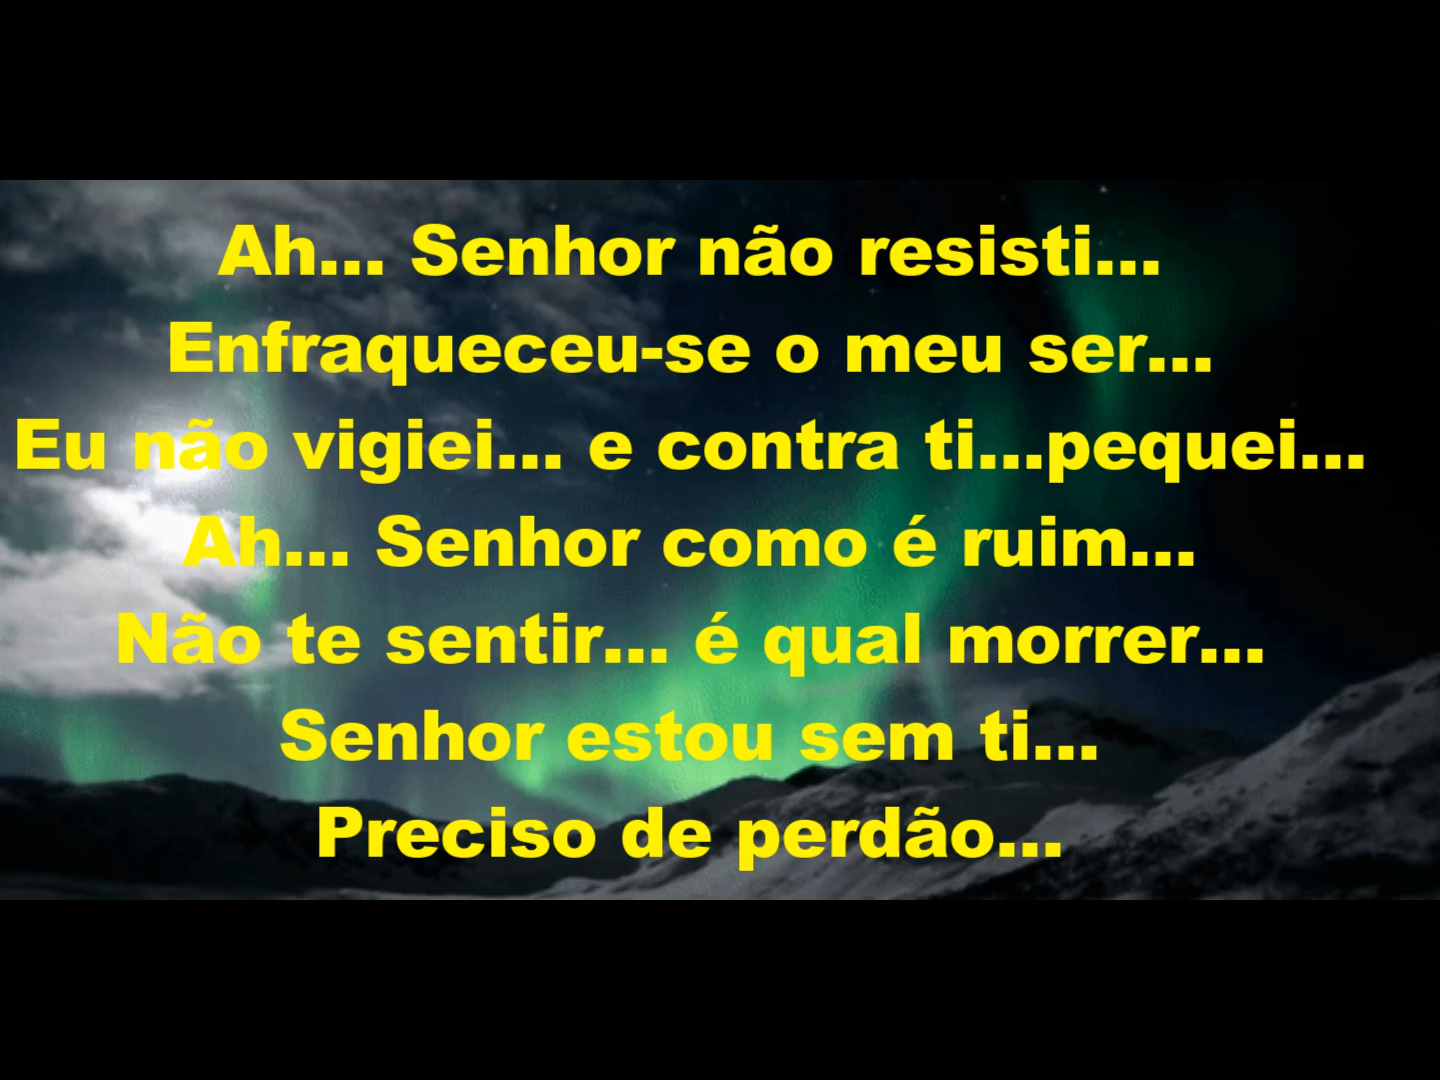 Ah... Senhor não resisti...
Enfraqueceu-se o meu ser...
Eu não vigiei... e contra ti...pequei...
Ah... Senhor como é ruim...
Não te sentir... é qual morrer...
Senhor estou sem ti...
Preciso de perdão...